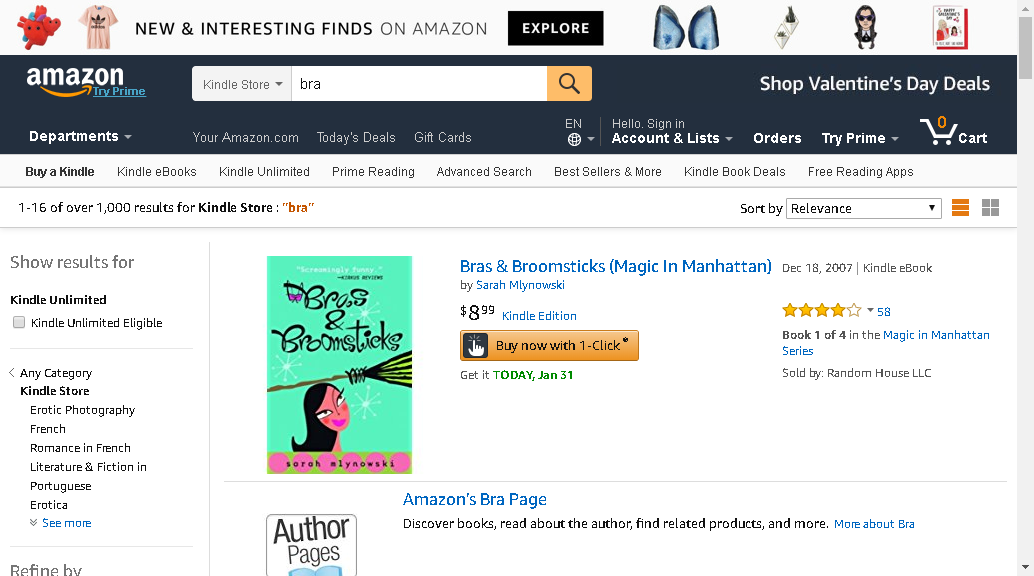 NEW & INTERESTING FINDS ON AMAZON EXPLORE
amazon
Try Prime
Kindle Store bra
Shop Valentine's Day Deals
Departments
Your Amazon.com Today's Deals Gift Cards
EN
Hello. Sign in
Account & Lists
Orders
Try Prime
0
Cart
Buy a Kindle Kindle eBooks Kindle Unlimited Prime Reading Advanced Search Best Sellers & More Kindle Book Deals Free Reading Apps
1-16 of over 1,000 results for Kindle Store : "bra"
Sort by Relevance
Show results for
Kindle Unlimited
Kindle Unlimited Eligible
Any Category
Kindle Store
Erotic Photography
French
Romance in French
Literature & Fiction in
Portuguese
Erotica
See more
Refine by
"Screamingly funny."
—KIRKUS REVIEWS
Bras
&
Broomsticks
sarah mlynowski
Bras & Broomsticks (Magic In Manhattan) Dec 18, 2007 | Kindle eBook
by Sarah Mlynowski
$8.99 Kindle Edition
Buy now with 1-Click®
Get it TODAY, Jan 31
58
Book 1 of 4 in the Magic in Manhattan
Series
Sold by: Random House LLC
Amazon's Bra Page
Discover books, read about the author, find related products, and more. More about Bra
Author
Pages